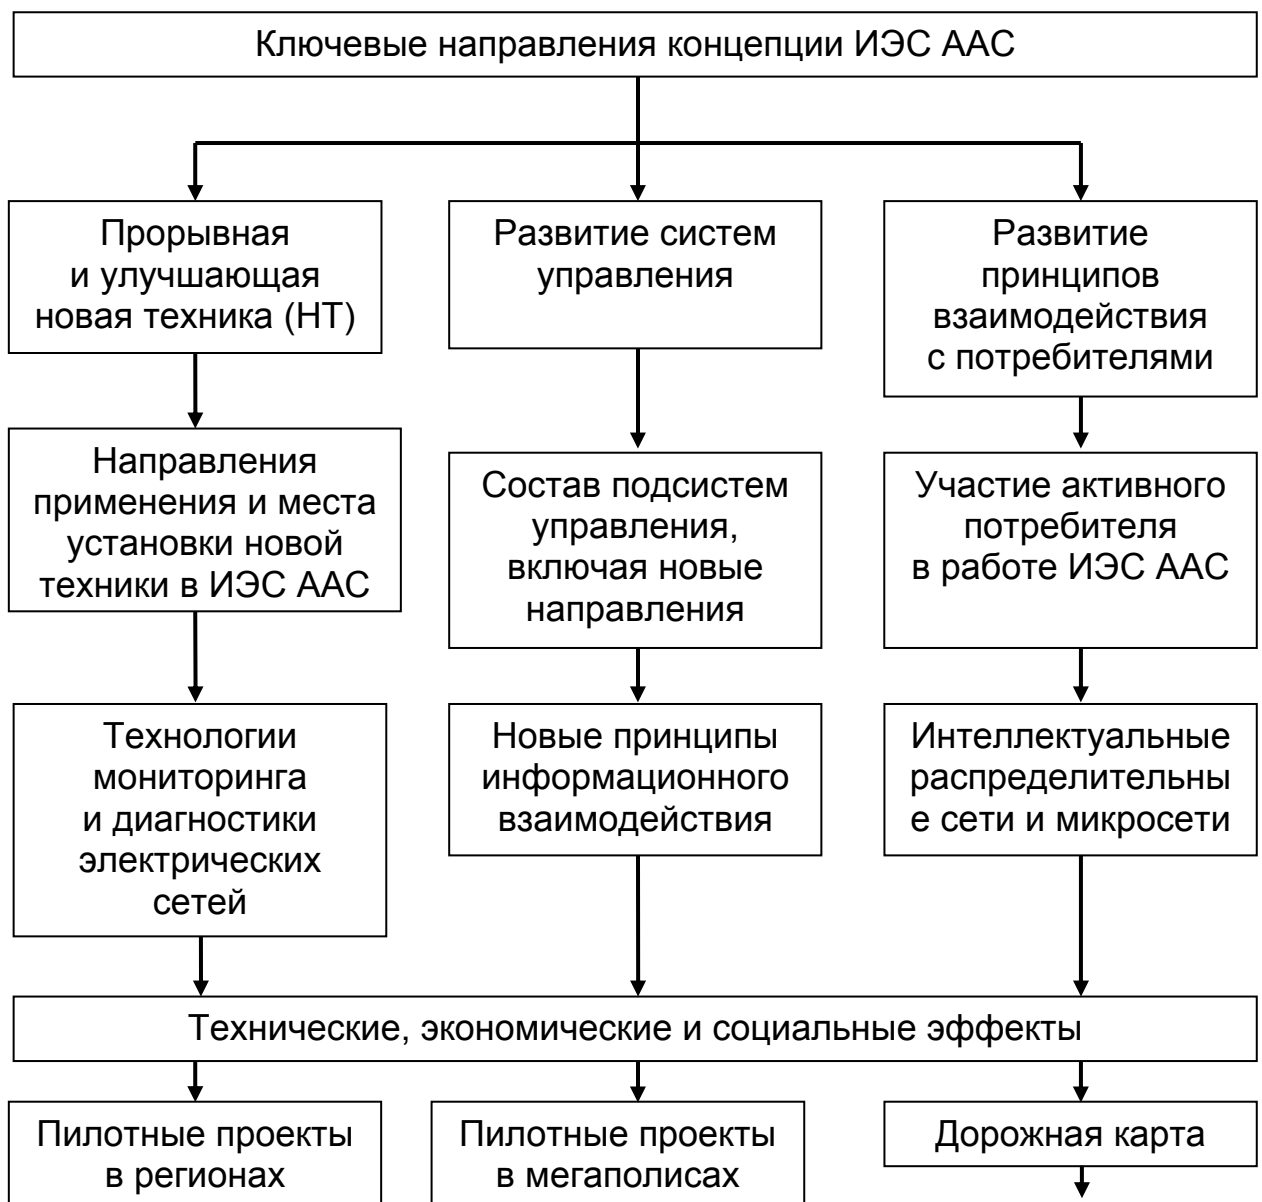 Ключевые направления концепции ИЭС ААС
Прорывная
и улучшающая
новая техника (НТ)
Развитие систем
управления
Развитие
принципов
взаимодействия
с потребителями
Направления
применения и места
установки новой
техники в ИЭС ААС
Состав подсистем
управления,
включая новые
направления
Участие активного
потребителя
в работе ИЭС ААС
Технологии
мониторинга
и диагностики
электрических
сетей
Новые принципы
информационного
взаимодействия
Интеллектуальные
распределительны
е сети и микросети
Технические, экономические и социальные эффекты
Пилотные проекты
в регионах
Пилотные проекты
в мегаполисах
Дорожная карта